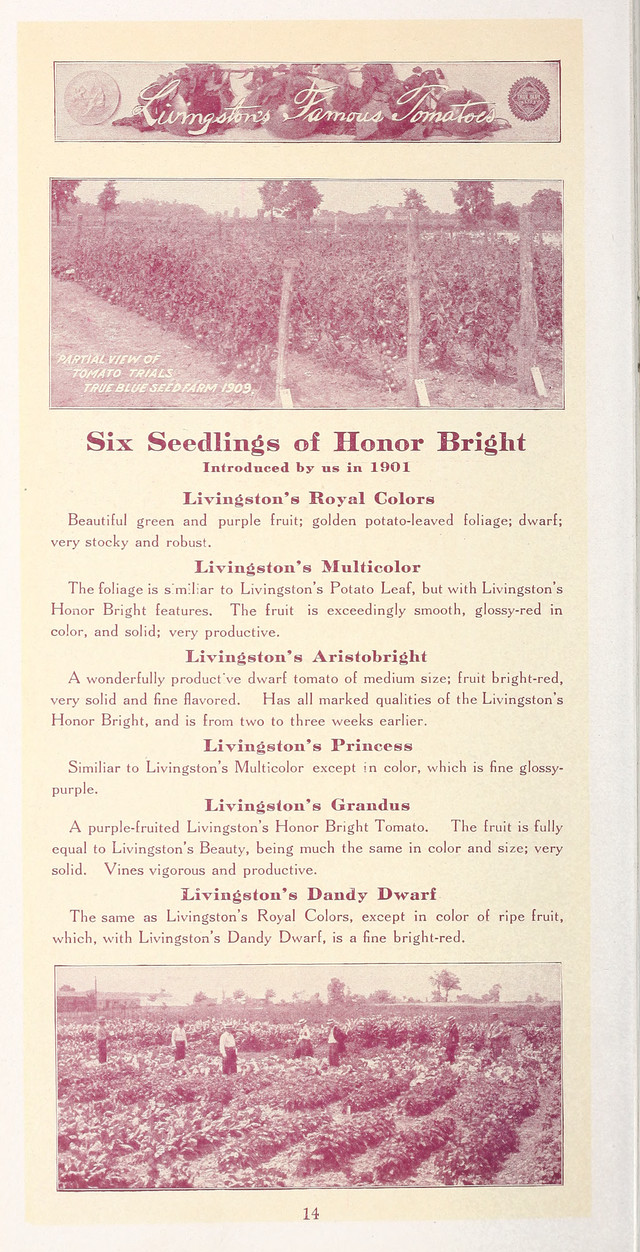 Livingston's Famous Tomatoes
TRUE BLUE
SEEDS
PARTIAL VIEW OF
TOMATO TRIALS
TRUE BLUE SEED FARM 1909.
Six Seedlings of Honor Bright
Introduced by us in 1901
Livingston's Royal Colors
Beautiful green and purple fruit; golden potato-leaved foliage; dwarf;
very stocky and robust.
Livingston's Multicolor
The foliage is similiar to Livingston's Potato Leaf, but with Livingston's
Honor Bright features. The fruit is exceedingly smooth, glossy-red in
color, and solid; very productive.
Livingston's Aristobright
A wonderfully productive dwarf tomato of medium size; fruit bright-red,
very solid and fine flavored. Has all marked qualities of the Livingston's
Honor Bright, and is from two to three weeks earlier.
Livingston's Princess
Similiar to Livingston's Multicolor except in color, which is fine glossy-
purple.
Livingston's Grandus
A purple-fruited Livingston's Honor Bright Tomato. The fruit is fully
equal to Livingston's Beauty, being much the same in color and size; very
solid. Vines vigorous and productive.
Livingston's Dandy Dwarf
The same as Livingston's Royal Colors, except in color of ripe fruit,
which, with Livingston's Dandy Dwarf, is a fine bright-red.
14